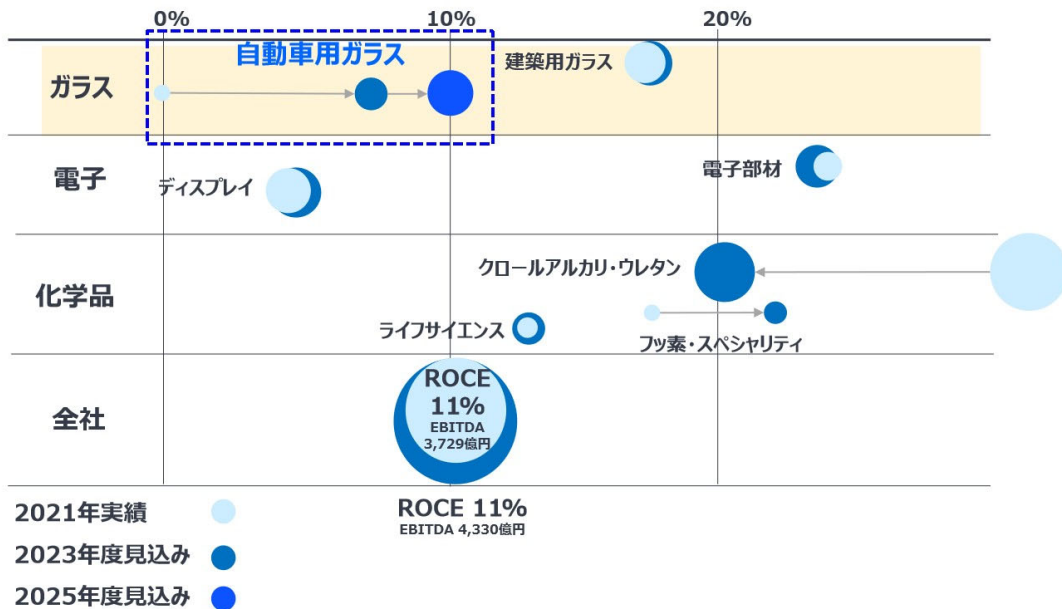 0%
10%
20%
自動車用ガラス
建築用ガラス
ガラス
電子
ディスプレイ
電子部材
クロールアルカリ・ウレタン
化学品
ライフサイエンス
フッ素・スペシャリティ
全社
ROCE
11%
EBITDA
3,729億円
ROCE 11%
EBITDA 4,330億円
2021年実績
2023年度見込み
2025年度見込み